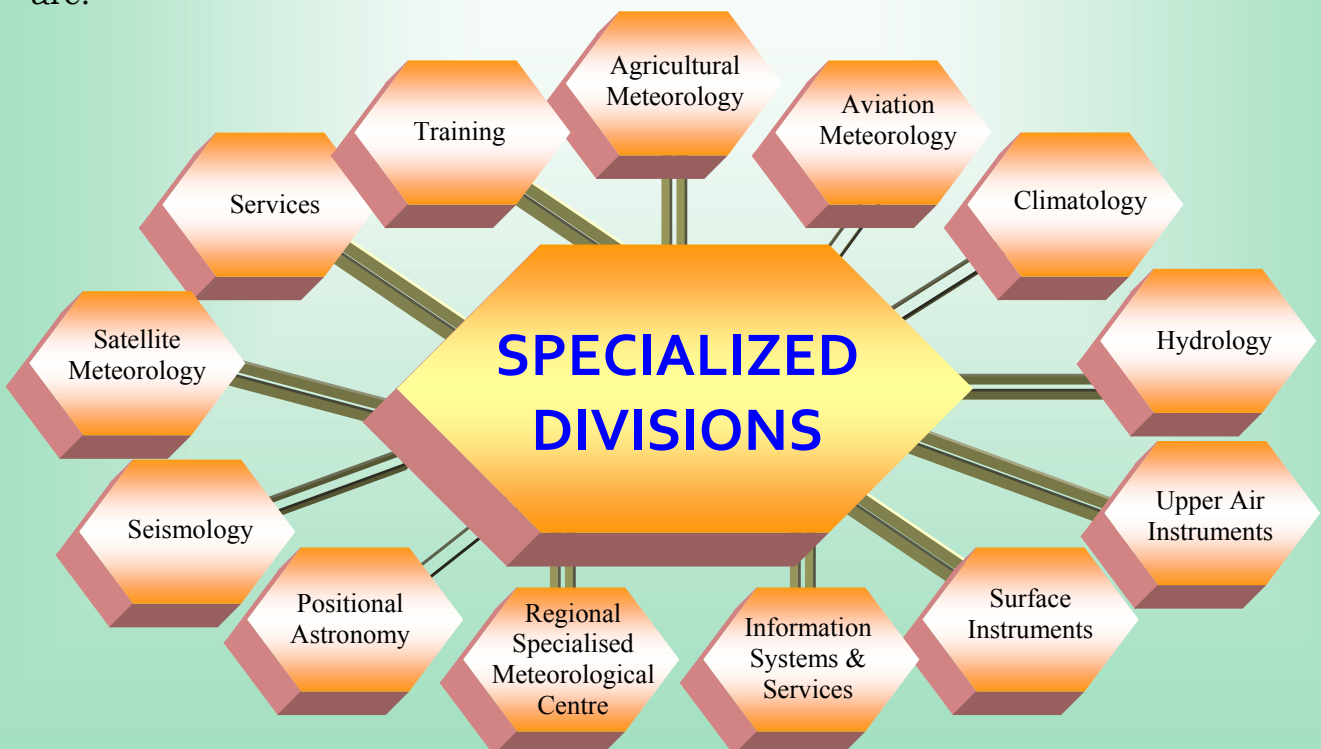 are:
Agricultural
Meteorology
Aviation
Meteorology
Climatology
Hydrology
Upper Air
Instruments
Surface
Instruments
Information
Systems &
Services
Regional
Specialised
Meteorological
Centre
Positional
Astronomy
Seismology
Satellite
Meteorology
Services
Training
SPECIALIZED
DIVISIONS